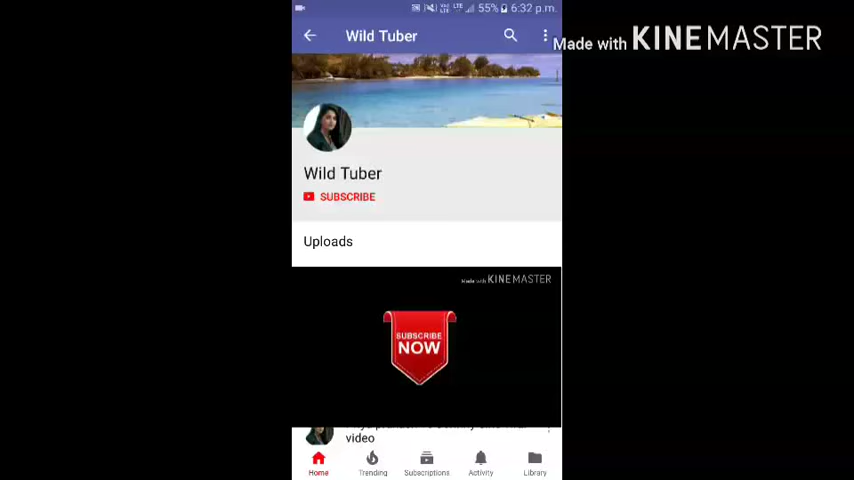 55% 6:32 p.m.
Wild Tuber
Made with KINEMASTER
Wild Tuber
SUBSCRIBE
Uploads
Made with KINEMASTER
SUBSCRIBE
NOW
video
Home Trending Subscriptions Activity Library